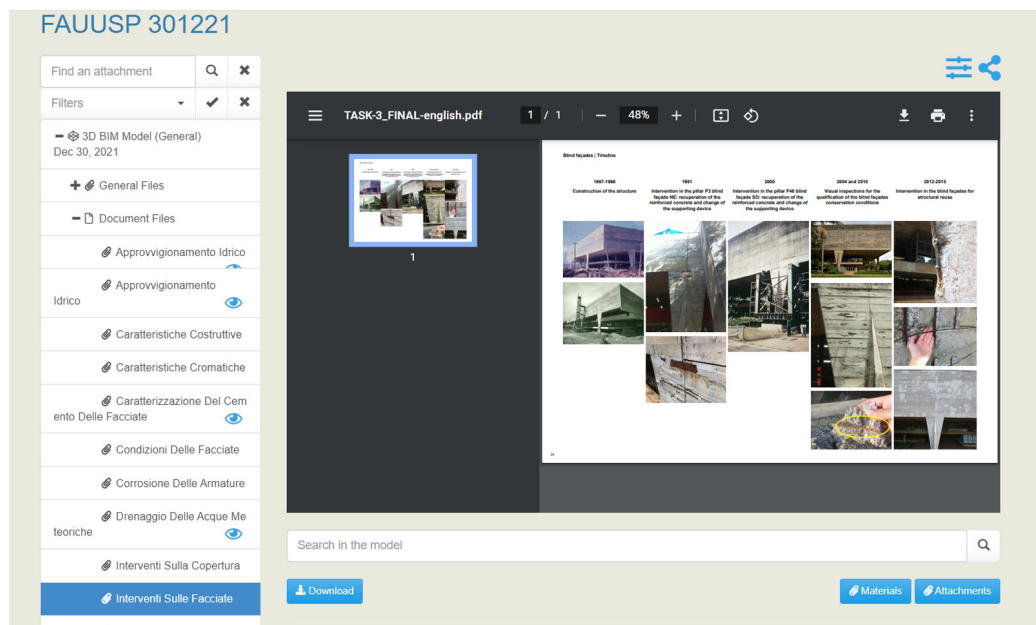 FAUUSP 301221
Find an attachment
Filters
3D BIM Model (General)
Dec 30, 2021
General Files
Document Files
Approvvigionamento Idrico
Approvvigionamento
Idrico
Caratteristiche Costruttive
Caratteristiche Cromatiche
Caratterizzazione Del Cem
ento Delle Facciate
Condizioni Delle Facciate
Corrosione Delle Armature
Drenaggio Delle Acque Me
teoriche
Interventi Sulla Copertura
Interventi Sulle Facciate
TASK-3_FINAL-english.pdf
1 / 1
48%
1
Blind façades | Timeline
1967-1968
Construction of the structure
1981
Intervention in the pillar P3 blind
façade NE: recuperation of the
reinforced concrete and change of
the supporting device
2000
Intervention in the pillar P48 blind
façade SO: recuperation of the
reinforced concrete and change of
the supporting device
2004 and 2010
Visual inspections for the
qualification of the blind façades
conservation conditions
2012-2015
Intervention in the blind façades for
structural reuse
Search in the model
Download
Materials
Attachments